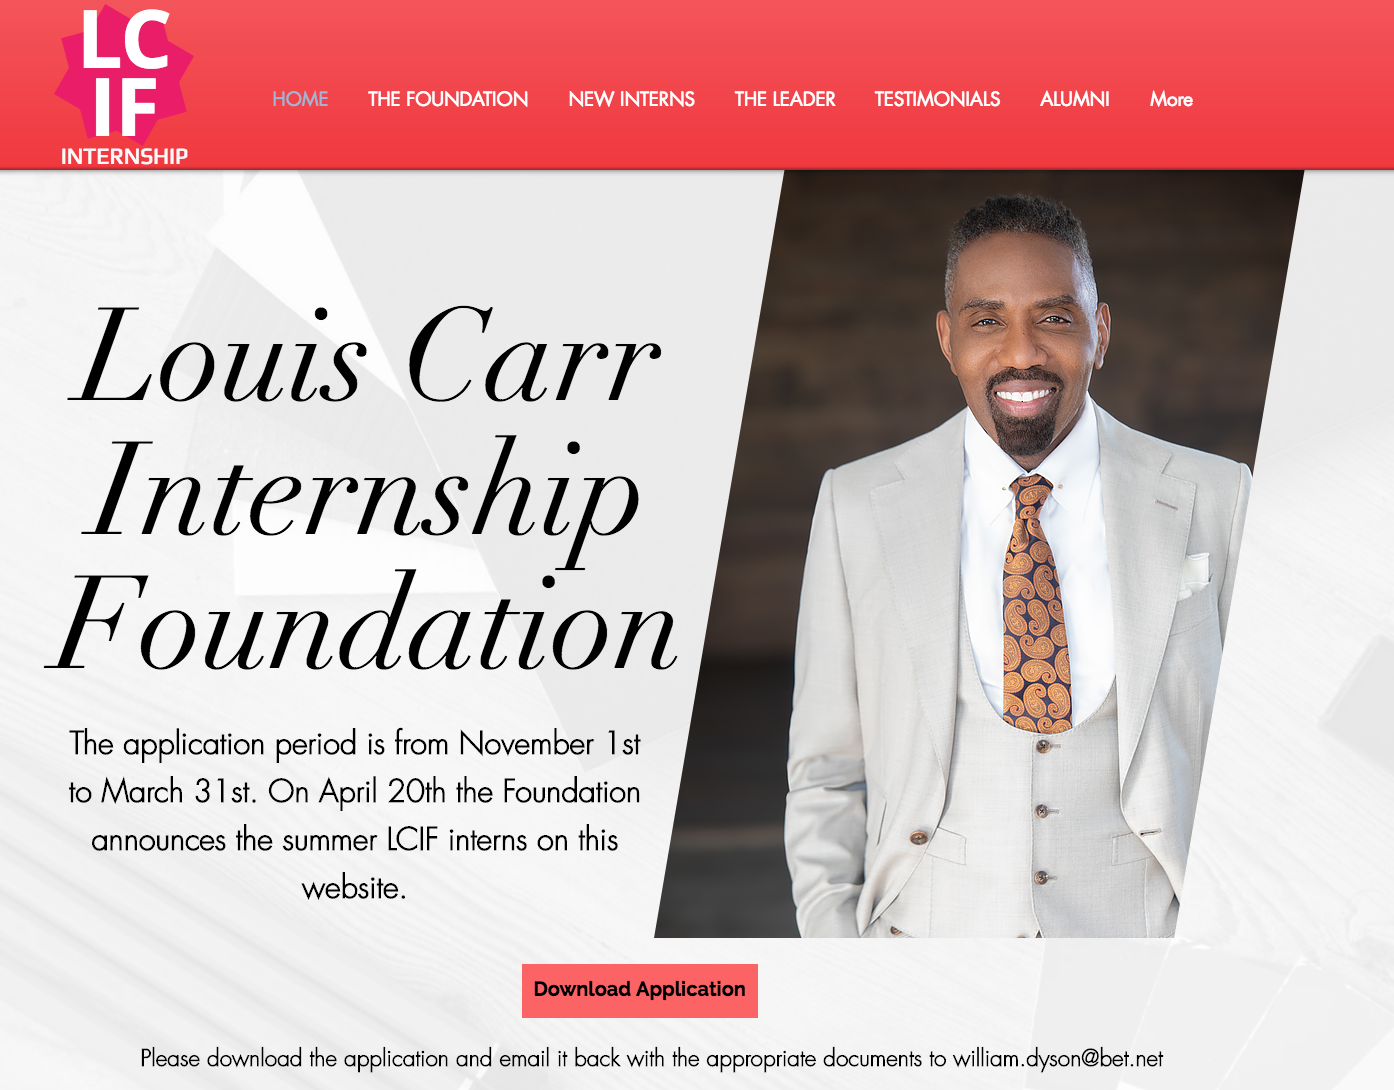 LC
IF
INTERNSHIP
HOME THE FOUNDATION NEW INTERNS THE LEADER TESTIMONIALS ALUMNI More
Louis Carr
Internship
Foundation
The application period is from November 1st
to March 31st. On April 20th the Foundation
announces the summer LCIF interns on this
website.
Download Application
Please download the application and email it back with the appropriate documents to william.dyson@bet.net